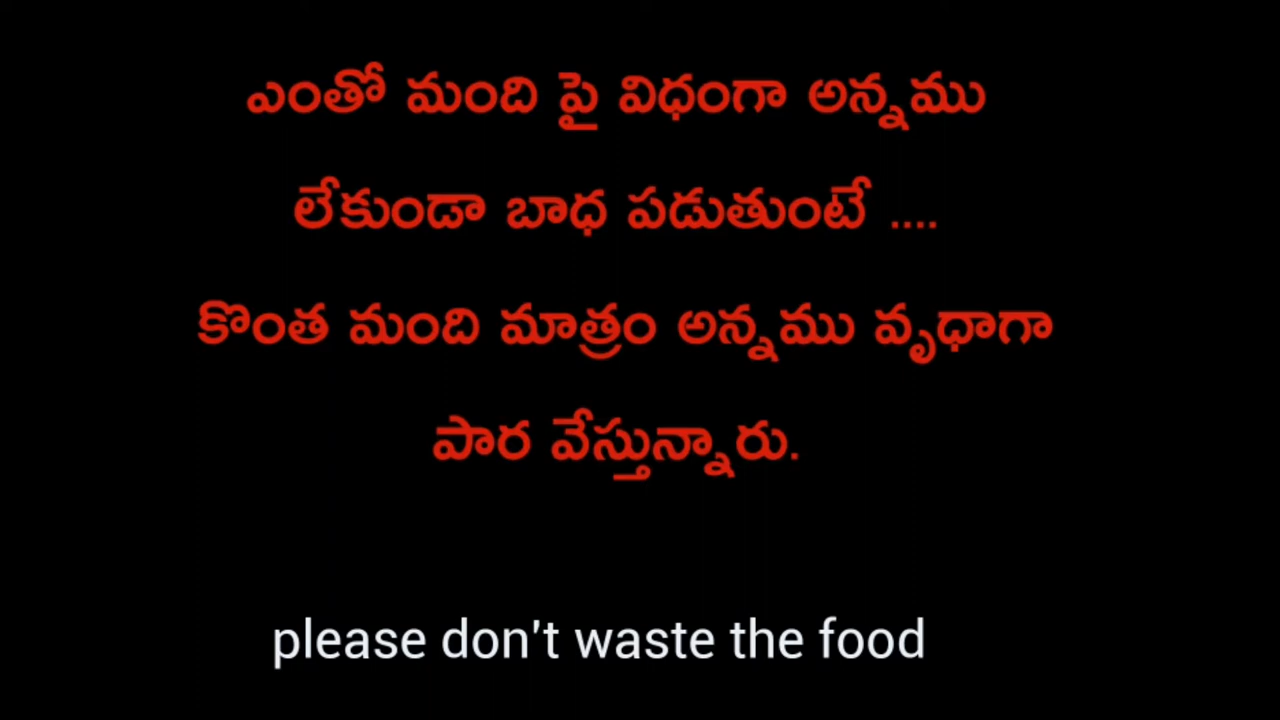 ఎంతో మంది పై విధంగా అన్నము
లేకుండా బాధ పడుతుంటే ....
కొంత మంది మాత్రం అన్నము వృధాగా
పార వేస్తున్నారు.
please don't waste the food